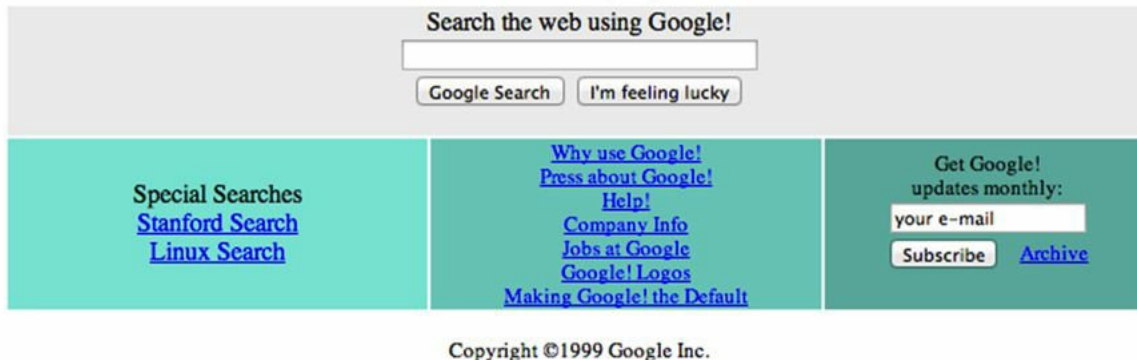 Search the web using Google!
Google Search I'm feeling lucky
Special Searches
Stanford Search
Linux Search
Why use Google!
Press about Google!
Help!
Company Info
Jobs at Google
Google! Logos
Making Google! the Default
Get Google!
updates monthly:
your e-mail
Subscribe Archive
Copyright ©1999 Google Inc.